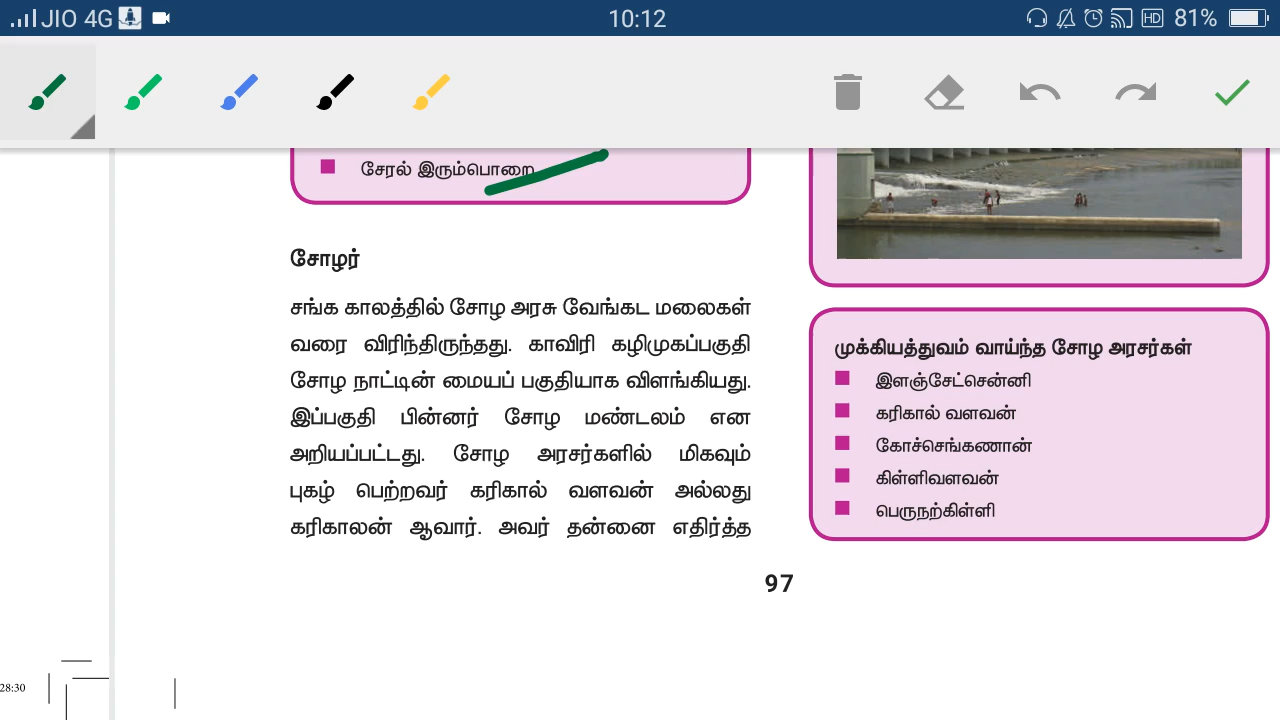 JIO 4G 10:12 HD 81%
சேரல் இரும்பொறை
சோழர்
சங்க காலத்தில் சோழ அரசு வேங்கட மலைகள்
வரை விரிந்திருந்தது. காவிரி கழிமுகப்பகுதி
சோழ நாட்டின் மையப் பகுதியாக விளங்கியது.
இப்பகுதி பின்னர் சோழ மண்டலம் என
அறியப்பட்டது. சோழ அரசர்களில் மிகவும்
புகழ் பெற்றவர் கரிகால் வளவன் அல்லது
கரிகாலன் ஆவார். அவர் தன்னை எதிர்த்த
முக்கியத்துவம் வாய்ந்த சோழ அரசர்கள்
இளஞ்சேட்சென்னி
கரிகால் வளவன்
கோச்செங்கணான்
கிள்ளிவளவன்
பெருநற்கிள்ளி
97
28:30